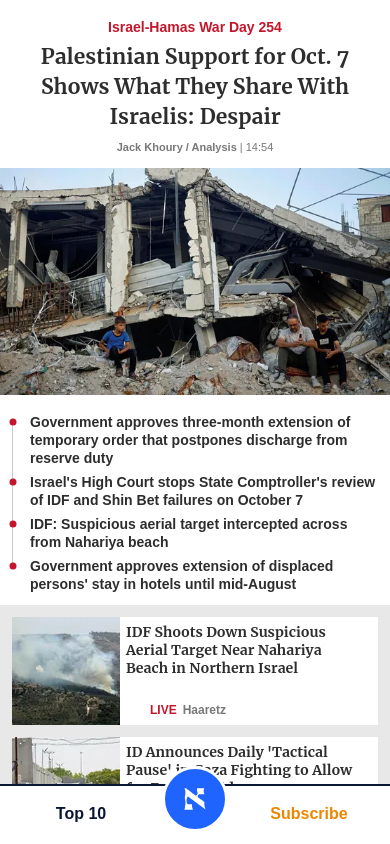 Israel-Hamas War Day 254
Palestinian Support for Oct. 7
Shows What They Share With
Israelis: Despair
Jack Khoury / Analysis | 14:54
Government approves three-month extension of
temporary order that postpones discharge from
reserve duty
Israel's High Court stops State Comptroller's review
of IDF and Shin Bet failures on October 7
IDF: Suspicious aerial target intercepted across
from Nahariya beach
Government approves extension of displaced
persons' stay in hotels until mid-August
IDF Shoots Down Suspicious
Aerial Target Near Nahariya
Beach in Northern Israel
LIVE Haaretz
ID Announces Daily 'Tactical
Pause' in Gaza Fighting to Allow
Top 10
Subscribe